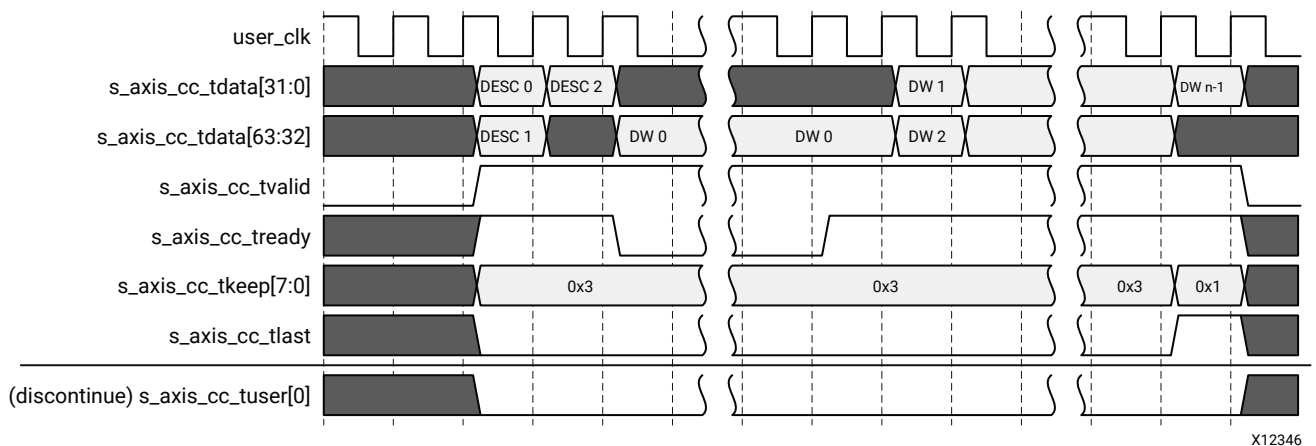 user_clk
s_axis_cc_tdata[31:0] DESC 0 DESC 2 DW 1 DW n-1
s_axis_cc_tdata[63:32] DESC 1 DW 0 DW 0 DW 2
s_axis_cc_tvalid
s_axis_cc_tready
s_axis_cc_tkeep[7:0] 0x3 0x3 0x3 0x1
s_axis_cc_tlast
(discontinue) s_axis_cc_tuser[0]
X12346